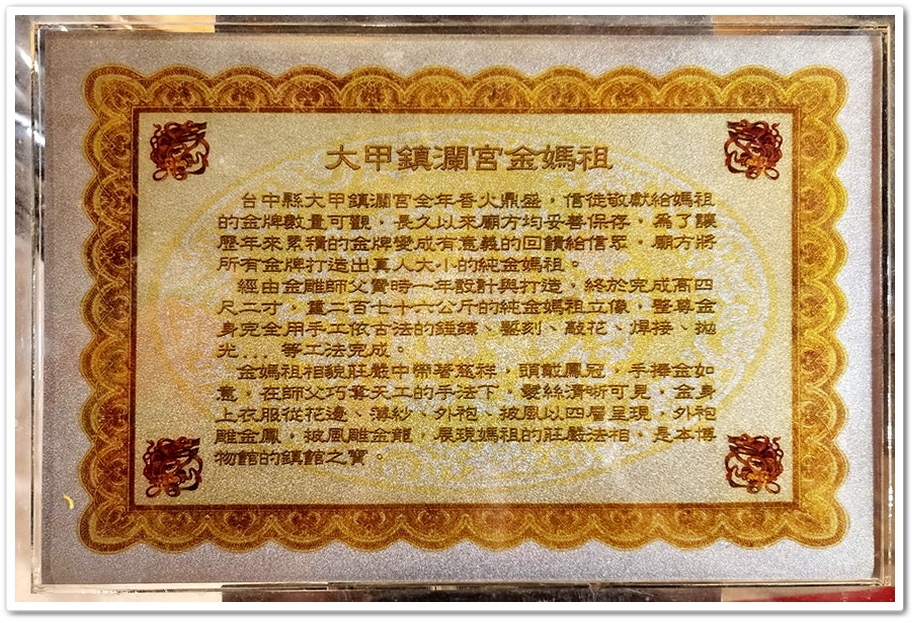 大甲鎮瀾宮金媽祖
台中縣大甲鎮瀾宮全年香火鼎盛，信徒敬獻給媽祖
的金牌數量可觀，長久以來廟方均妥善保存，為了讓
歷年來累積的金牌變成有意義的回饋給信眾，廟方將
所有金牌打造出真人大小的純金媽祖。
經由金雕師父費時一年設計與打造，終於完成高四
尺二寸，重二百七十六公斤的純金媽祖立像，整尊金
身完全用手工依古法的錘鍱、鏨刻、敲花、焊接、拋
光... 等工法完成。
金媽祖相貌莊嚴中帶著慈祥，頭戴鳳冠，手捧金如
意，在師父巧奪天工的手法下，髮絲清晰可見，金身
上衣服從花邊、薄紗、外袍、披風以四層呈現，外袍
雕金鳳，披風雕金龍，展現媽祖的莊嚴法相，是本博
物館的鎮館之寶。